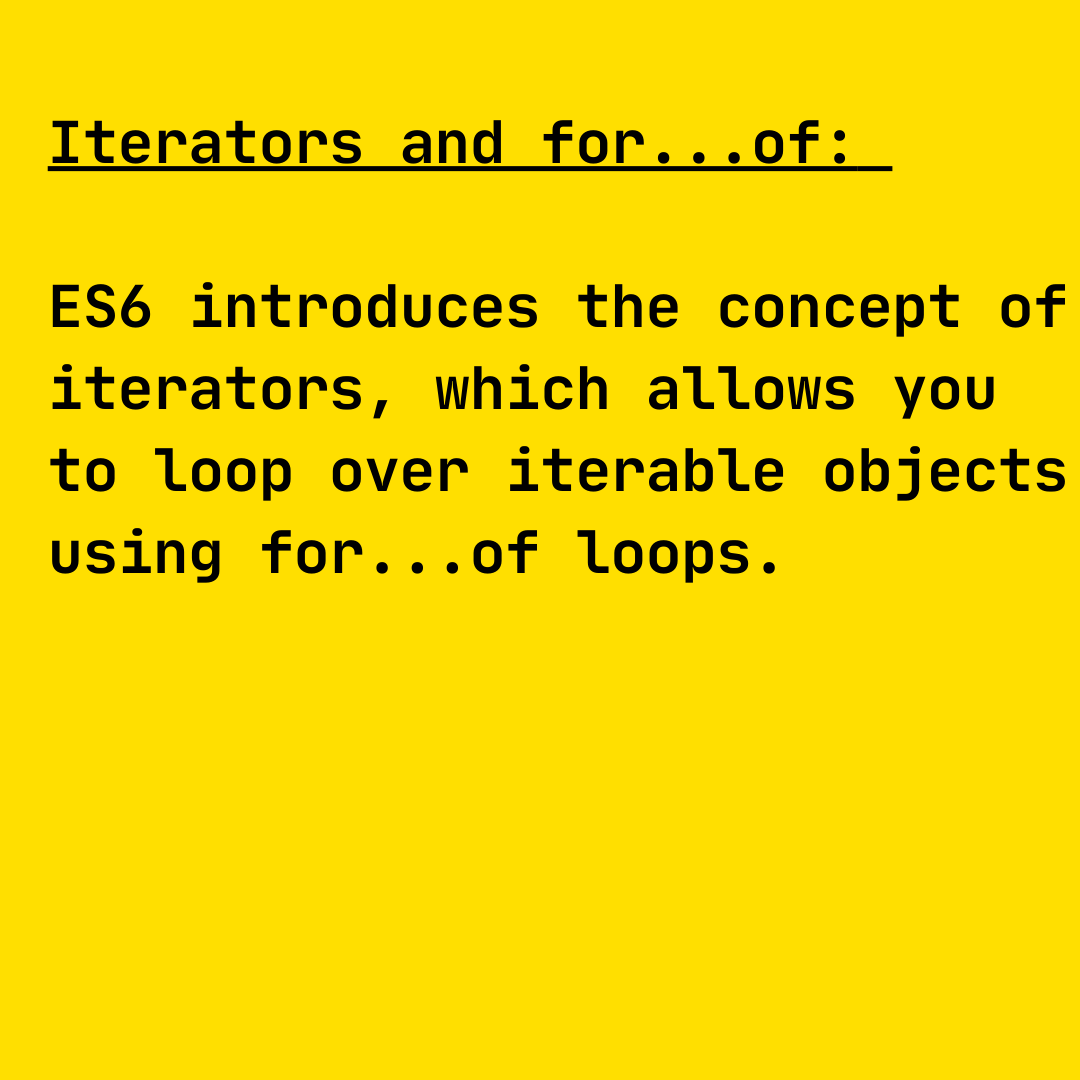 Iterators and for...of:
ES6 introduces the concept of
iterators, which allows you
to loop over iterable objects
using for...of loops.